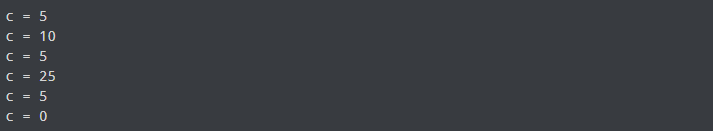 c = 5
c = 10
c = 5
c = 25
c = 5
c = 0